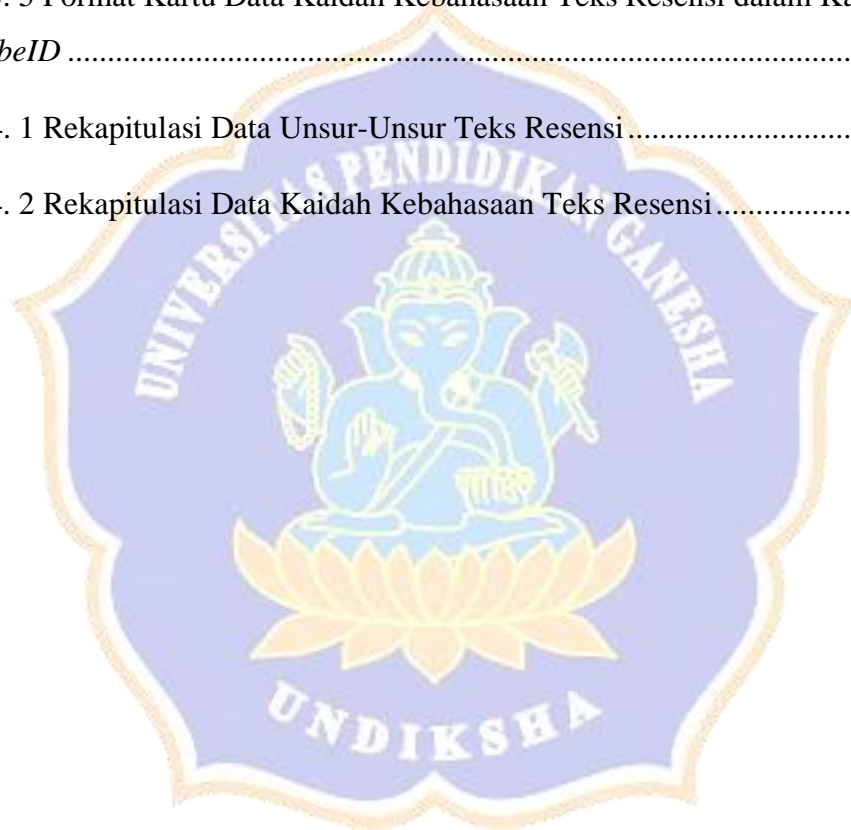 . 3 Format Kartu Data Kaidah Kebahasaan Teks Resensi dalam Ka
beID ................................................................................
. 1 Rekapitulasi Data Unsur-Unsur Teks Resensi ............................
. 2 Rekapitulasi Data Kaidah Kebahasaan Teks Resensi .................
UNIVERSITAS PENDIDIKAN GANESHA
UNDIKSHA